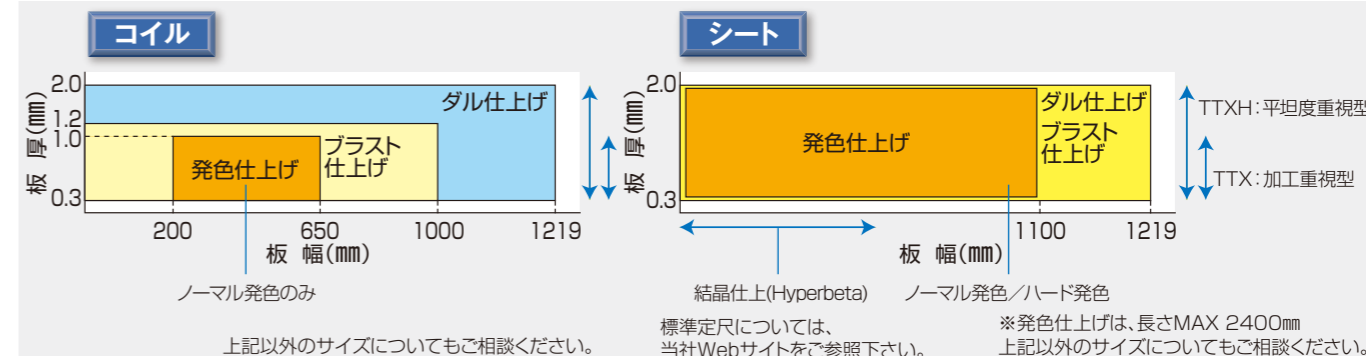 コイル
2.0
1.2
1.0
0.3
板 厚(mm)
ダル仕上げ
ブラスト
仕上げ
発色仕上げ
200
650
1000
1219
板 幅(mm)
ノーマル発色のみ
上記以外のサイズについてもご相談ください。
シート
2.0
0.3
板 厚(mm)
発色仕上げ
ダル仕上げ
ブラスト
仕上げ
TTXH:平坦度重視型
TTX:加工重視型
1100
1219
板 幅(mm)
結晶仕上(Hyperbeta)
ノーマル発色/ハード発色
標準定尺については、
当社Webサイトをご参照下さい。
※発色仕上げは、長さMAX 2400mm
上記以外のサイズについてもご相談ください。